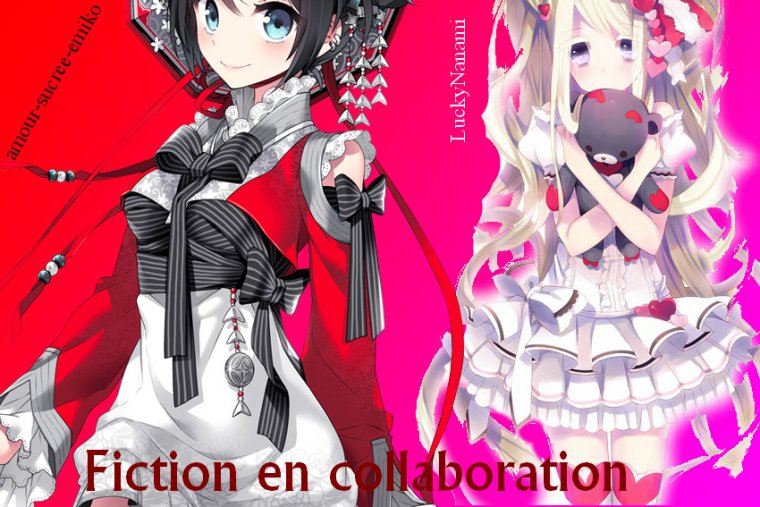 amour-sucree-emiko
LuckyNanami
Fiction en collaboration